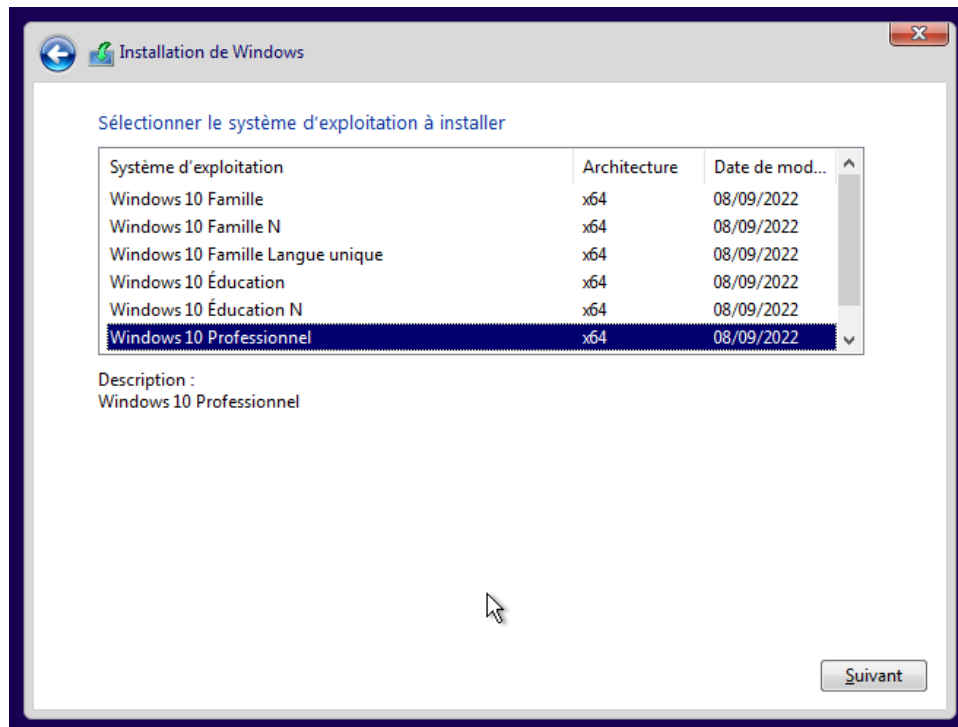 Installation de Windows
Sélectionner le système d'exploitation à installer
Système d'exploitation Architecture Date de mod...
Windows 10 Famille x64 08/09/2022
Windows 10 Famille N x64 08/09/2022
Windows 10 Famille Langue unique x64 08/09/2022
Windows 10 Éducation x64 08/09/2022
Windows 10 Éducation N x64 08/09/2022
Windows 10 Professionnel x64 08/09/2022
Description :
Windows 10 Professionnel
Suivant